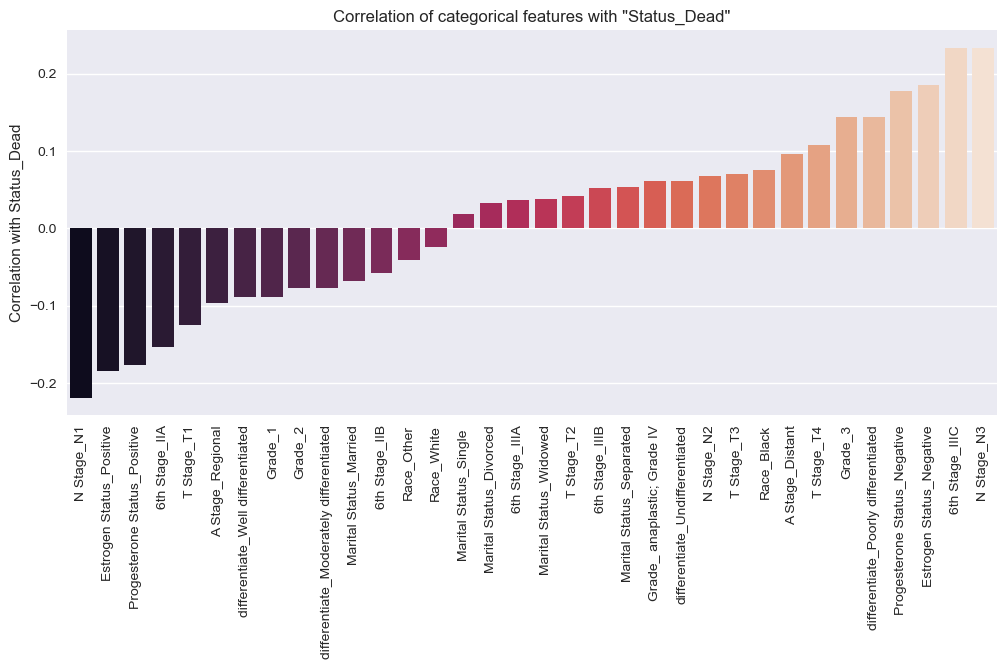 Correlation of categorical features with "Status_Dead"
Correlation with Status_Dead
0.2
0.1
0.0
−0.1
−0.2
N Stage_N1
Estrogen Status_Positive
Progesterone Status_Positive
6th Stage_IIA
T Stage_T1
A Stage_Regional
differentiate_Well differentiated
Grade_1
Grade_2
differentiate_Moderately differentiated
Marital Status_Married
6th Stage_IIB
Race_Other
Race_White
Marital Status_Single
Marital Status_Divorced
6th Stage_IIIA
Marital Status_Widowed
T Stage_T2
6th Stage_IIIB
Marital Status_Separated
Grade_ anaplastic; Grade IV
differentiate_Undifferentiated
N Stage_N2
T Stage_T3
Race_Black
A Stage_Distant
T Stage_T4
Grade_3
differentiate_Poorly differentiated
Progesterone Status_Negative
Estrogen Status_Negative
6th Stage_IIIC
N Stage_N3